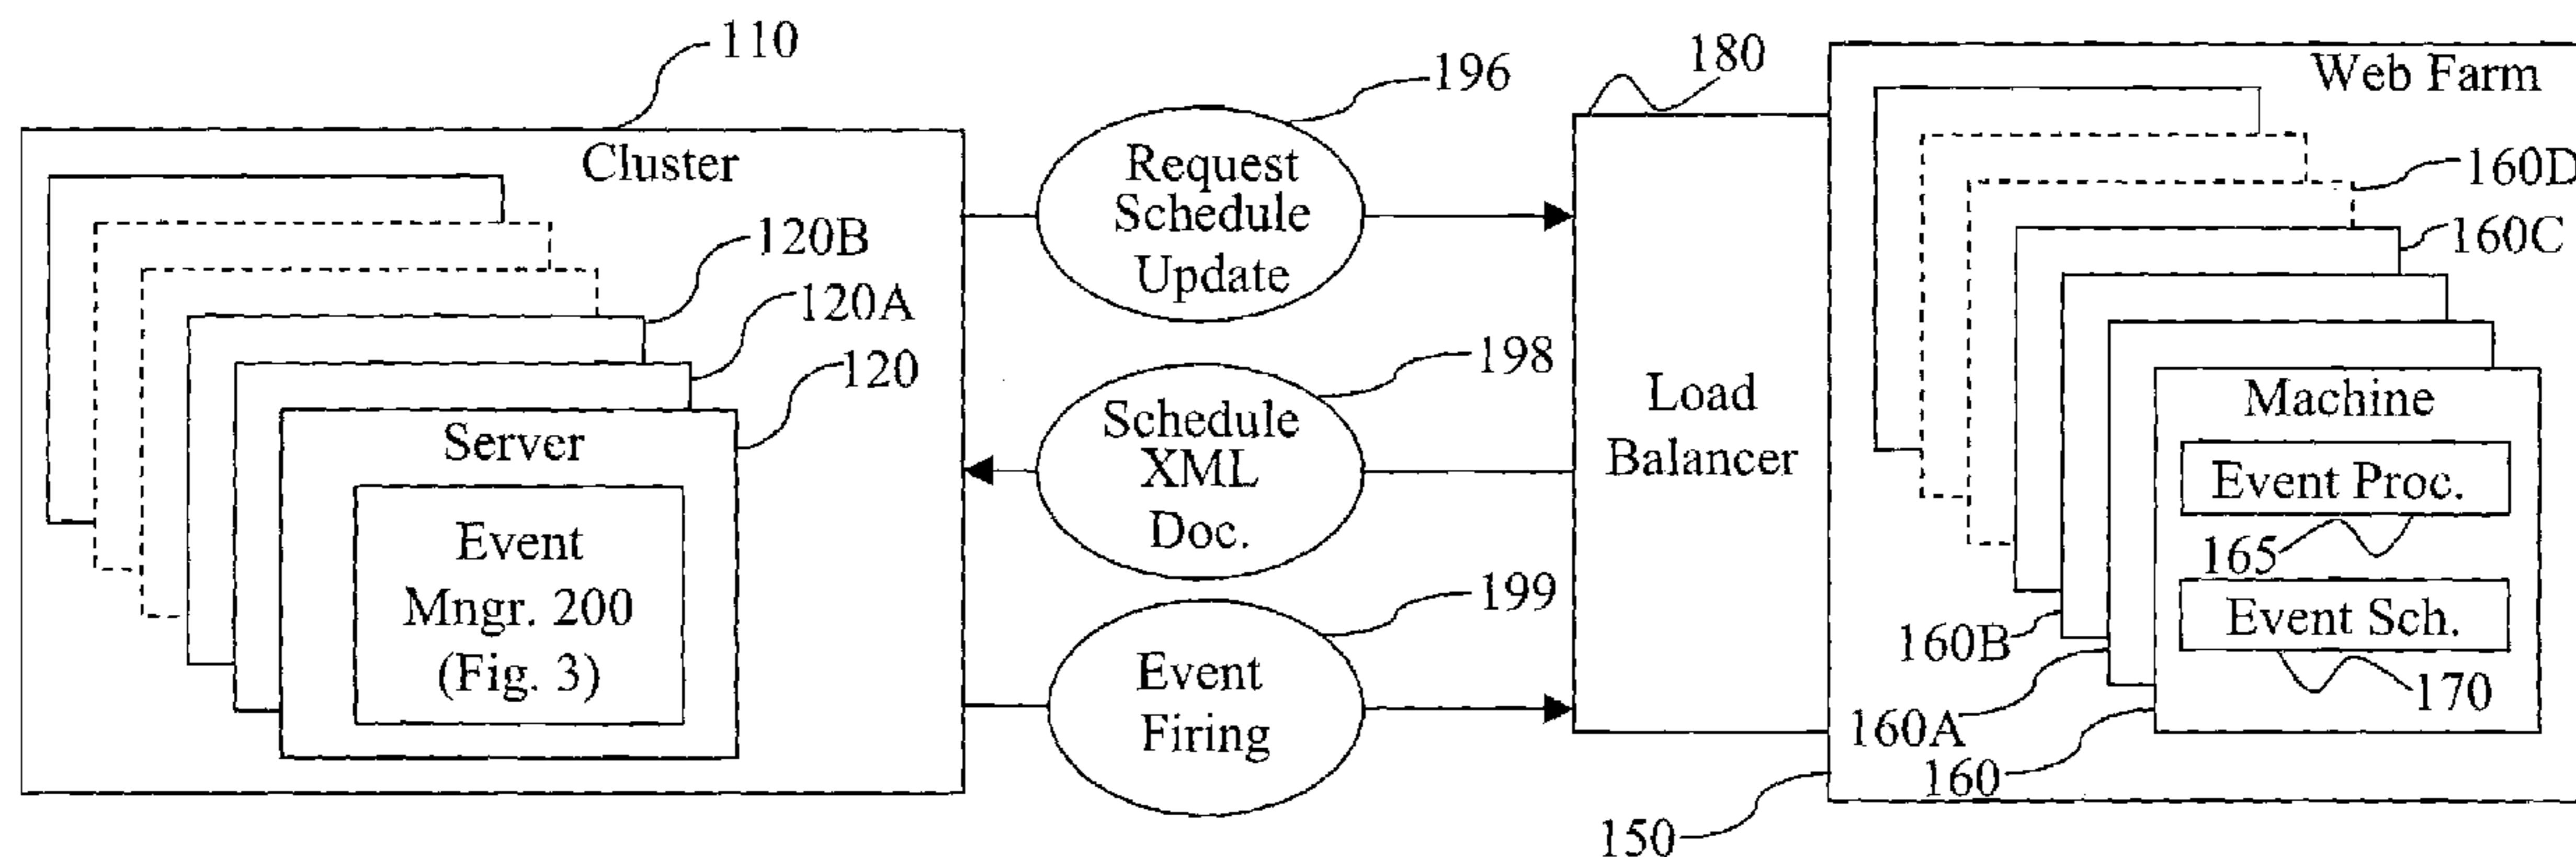 110
Cluster
120B
120A
120
Server
Event
Mngr. 200
(Fig. 3)
196
Request
Schedule
Update
198
Schedule
XML
Doc.
199
Event
Firing
180
Load
Balancer
Web Farm
160D
160C
Machine
Event Proc.
165
Event Sch.
170
160B
160A
160
150